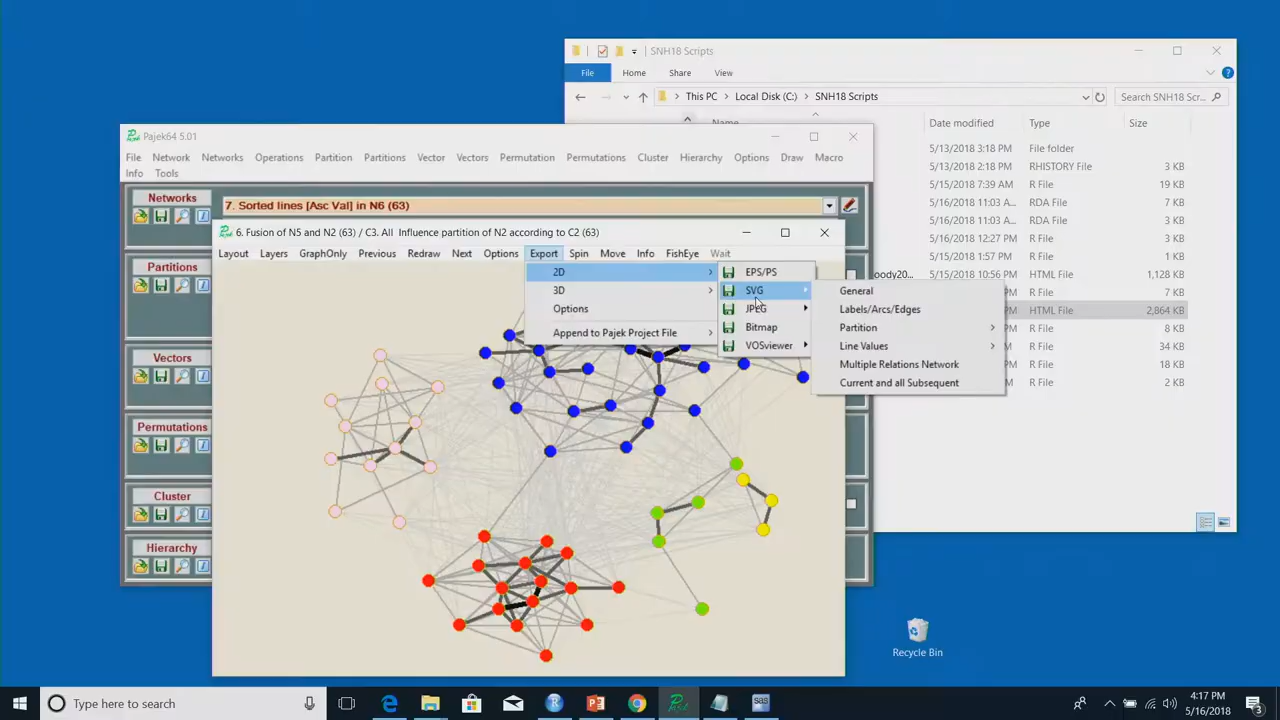 SNH18 Scripts
File Home Share View
This PC > Local Disk (C:) > SNH18 Scripts
Search SNH18 Scr...
Name Date modified Type Size
5/13/2018 3:18 PM File folder
5/13/2018 2:18 PM RHISTORY File 3 KB
5/15/2018 7:39 AM R File 19 KB
5/15/2018 11:03 A... RDA File 7 KB
5/16/2018 11:03 A... RDA File 3 KB
5/16/2018 12:27 PM R File 9 KB
5/15/2018 1:57 PM R File 3 KB
oody20... 5/15/2018 10:56 PM HTML File 1,128 KB
R File 7 KB
HTML File 2,864 KB
R File 34 KB
R File 18 KB
R File 2 KB
Pajek64 5.01
File Network Networks Operations Partition Partitions Vector Vectors Permutation Permutations Cluster Hierarchy Options Draw Macro
Info Tools
Networks
7. Sorted lines [Asc Val] in N6 (63)
Partitions
Vectors
Permutations
Cluster
Hierarchy
6. Fusion of N5 and N2 (63) / C3. All Influence partition of N2 according to C2 (63)
Layout Layers GraphOnly Previous Redraw Next Options Export Spin Move Info FishEye Wait
2D
3D
Options
Append to Pajek Project File
EPS/PS
SVG
JPEG
Bitmap
VOSviewer
General
Labels/Arcs/Edges
Partition
Line Values
Multiple Relations Network
Current and all Subsequent
Recycle Bin
Type here to search
4:17 PM
5/16/2018
3